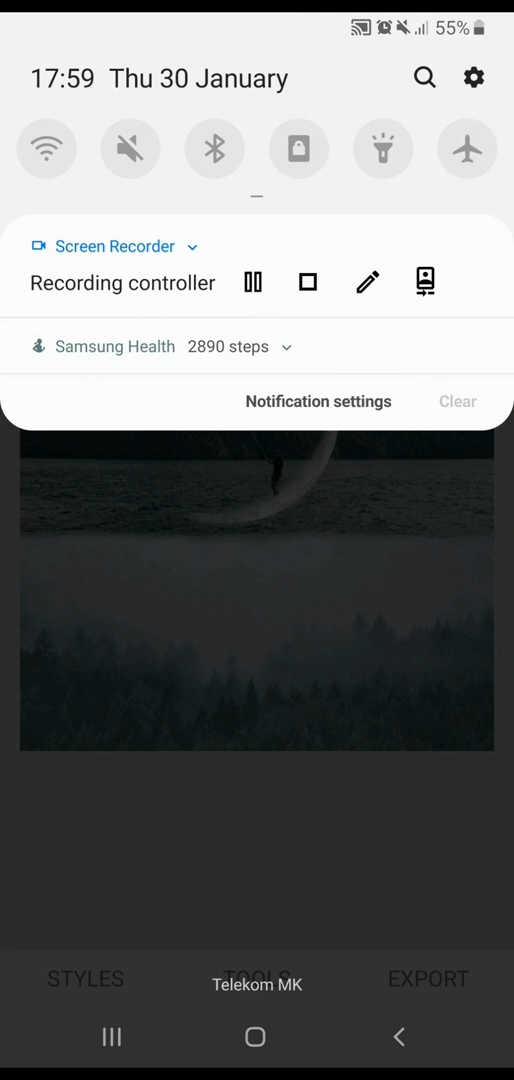 55%
17:59 Thu 30 January
Screen Recorder
Recording controller
Samsung Health 2890 steps
Notification settings Clear
STYLES TOOLS EXPORT
Telekom MK